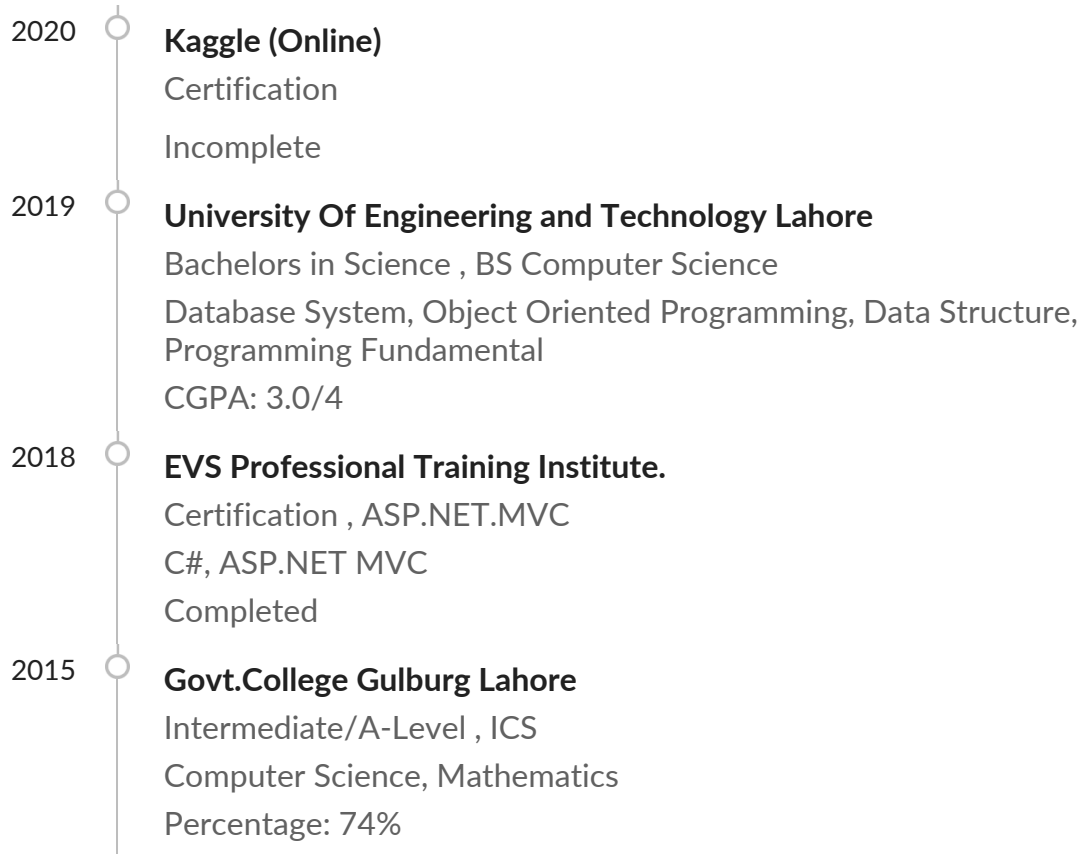 2020
Kaggle (Online)
Certification
Incomplete
2019
University Of Engineering and Technology Lahore
Bachelors in Science , BS Computer Science
Database System, Object Oriented Programming, Data Structure,
Programming Fundamental
CGPA: 3.0/4
2018
EVS Professional Training Institute.
Certification , ASP.NET.MVC
C#, ASP.NET MVC
Completed
2015
Govt.College Gulburg Lahore
Intermediate/A-Level , ICS
Computer Science, Mathematics
Percentage: 74%